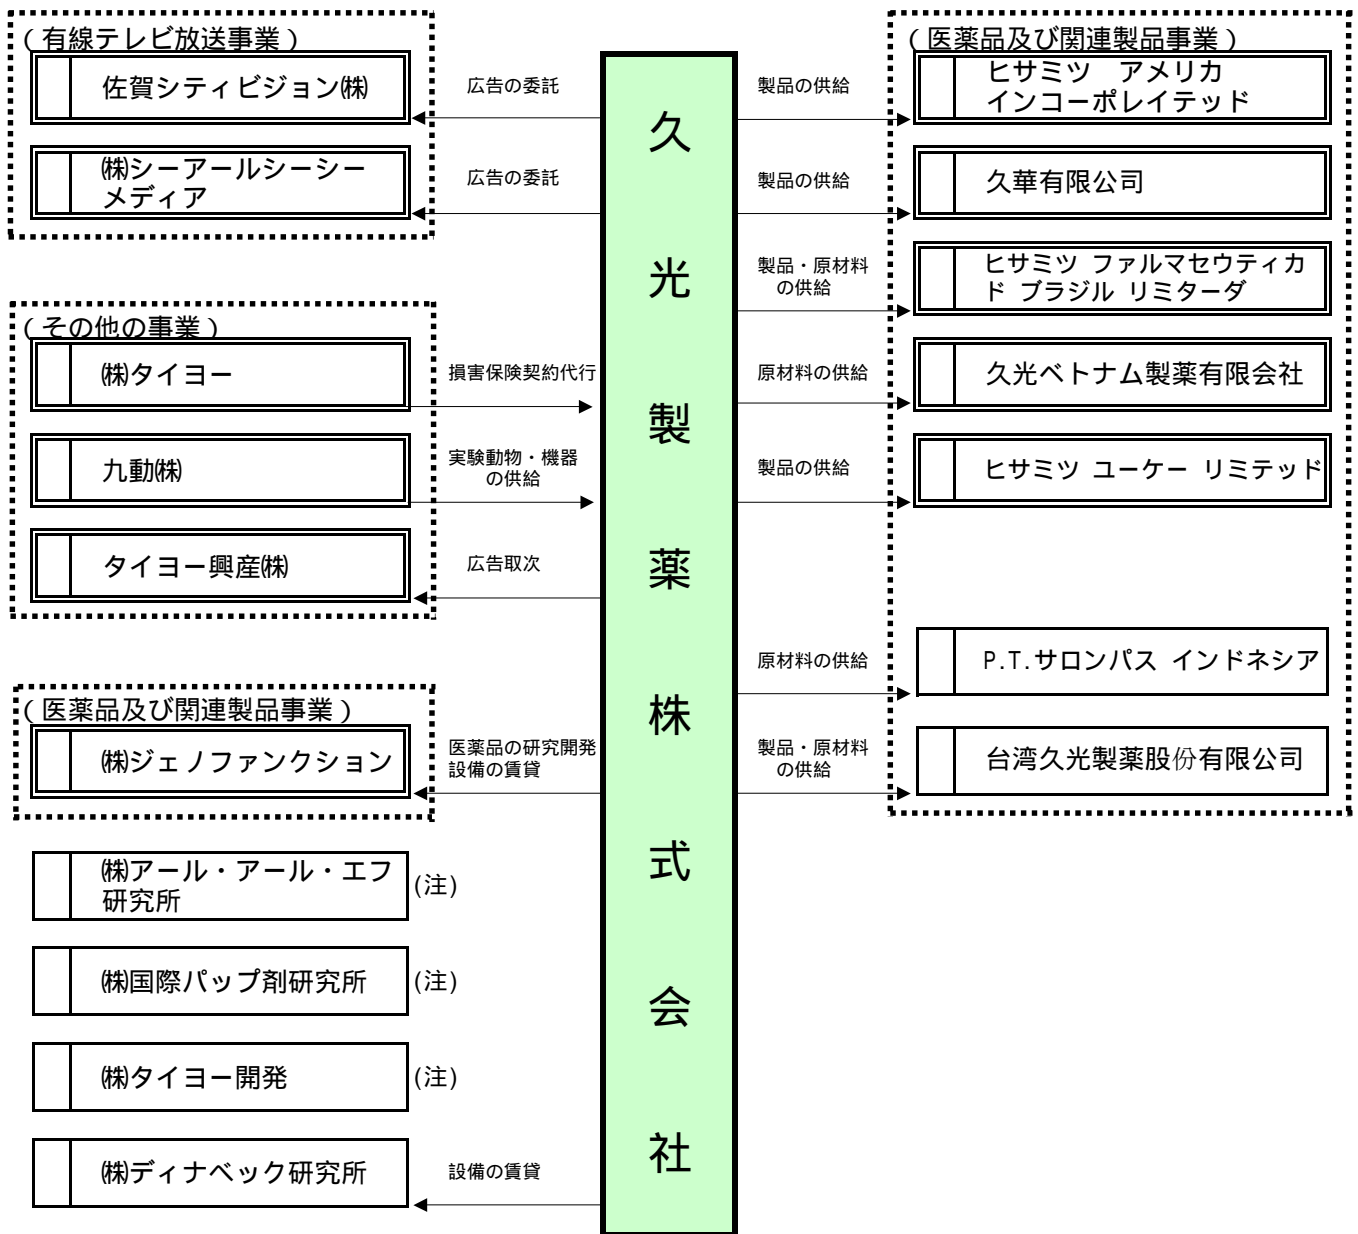 (有線テレビ放送事業)
佐賀シティビジョン㈱
広告の委託
㈱シーアールシーシー
メディア
広告の委託
(その他の事業)
㈱タイヨー
損害保険契約代行
九動㈱
実験動物・機器
の供給
タイヨー興産㈱
広告取次
(医薬品及び関連製品事業)
㈱ジェノファンクション
医薬品の研究開発
設備の賃貸
㈱アール・アール・エフ
研究所
(注)
㈱国際パップ剤研究所
(注)
㈱タイヨー開発
(注)
㈱ディナベック研究所
設備の賃貸
久
光
製
薬
株
式
会
社
(医薬品及び関連製品事業)
製品の供給
ヒサミツ アメリカ
インコーポレイテッド
製品の供給
久華有限公司
製品・原材料
の供給
ヒサミツ ファルマセウティカ
ド ブラジル リミターダ
原材料の供給
久光ベトナム製薬有限会社
製品の供給
ヒサミツ ユーケー リミテッド
原材料の供給
P.T.サロンパス インドネシア
製品・原材料
の供給
台湾久光製薬股份有限公司